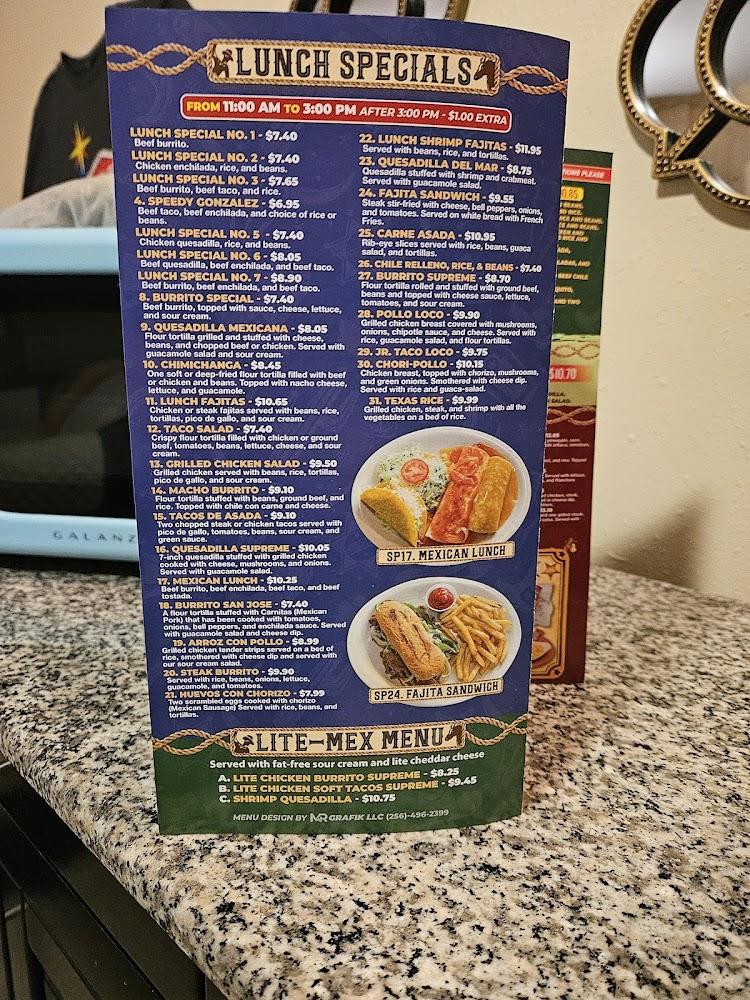 LUNCH SPECIALS
FROM 11:00 AM TO 3:00 PM AFTER 3:00 PM - $1.00 EXTRA
LUNCH SPECIAL NO. 1 - $7.40
Beef burrito.
LUNCH SPECIAL NO. 2 - $7.40
Chicken enchilada, rice, and beans.
LUNCH SPECIAL NO. 3 - $7.65
Beef burrito, beef taco, and rice.
4. SPEEDY GONZALEZ - $6.95
Beef taco, beef enchilada, and choice of rice or
beans.
LUNCH SPECIAL NO. 5 - $7.40
Chicken quesadilla, rice, and beans.
LUNCH SPECIAL NO. 6 - $8.05
Beef quesadilla, beef enchilada, and beef taco.
LUNCH SPECIAL NO. 7 - $8.90
Beef burrito, beef enchilada, and beef taco.
8. BURRITO SPECIAL - $7.40
Beef burrito, topped with sauce, cheese, lettuce,
and sour cream.
9. QUESADILLA MEXICANA - $8.05
Flour tortilla grilled and stuffed with cheese,
beans, and chopped beef or chicken. Served with
guacamole salad and sour cream.
10. CHIMICHANGA - $8.45
One soft or deep-fried flour tortilla filled with beef
or chicken and beans. Topped with nacho cheese,
lettuce, and guacamole.
11. LUNCH FAJITAS - $10.65
Chicken or steak fajitas served with beans, rice,
tortillas, pico de gallo, and sour cream.
12. TACO SALAD - $7.40
Crispy flour tortilla filled with chicken or ground
beef, tomatoes, beans, lettuce, cheese, and sour
cream.
13. GRILLED CHICKEN SALAD - $9.50
Grilled chicken served with beans, rice, tortillas,
pico de gallo, and sour cream.
14. MACHO BURRITO - $9.10
Flour tortilla stuffed with beans, ground beef, and
rice. Topped with chile con carne and cheese.
15. TACOS DE ASADA - $9.10
Two chopped steak or chicken tacos served with
pico de gallo, tomatoes, beans, sour cream, and
green sauce.
16. QUESADILLA SUPREME - $10.05
7-inch quesadilla stuffed with grilled chicken
cooked with cheese, mushrooms, and onions.
Served with guacamole salad.
17. MEXICAN LUNCH - $10.25
Beef burrito, beef enchilada, beef taco, and beef
tostada.
18. BURRITO SAN JOSE - $7.40
A flour tortilla stuffed with Carnitas (Mexican
Pork) that has been cooked with tomatoes,
onions, bell peppers, and enchilada sauce. Served
with guacamole salad and cheese dip.
19. ARROZ CON POLLO - $8.99
Grilled chicken tender strips served on a bed of
rice, smothered with cheese dip and served with
our sour cream salad.
20. STEAK BURRITO - $9.90
Served with rice, beans, onions, lettuce,
guacamole, and tomatoes.
21. HUEVOS CON CHORIZO - $7.99
Two scrambled eggs cooked with chorizo
(Mexican Sausage) Served with rice, beans, and
tortillas.
22. LUNCH SHRIMP FAJITAS - $11.95
Served with beans, rice, and tortillas.
23. QUESADILLA DEL MAR - $8.75
Quesadilla stuffed with shrimp and crabmeat.
Served with guacamole salad.
24. FAJITA SANDWICH - $9.55
Steak stir-fried with cheese, bell peppers, onions,
and tomatoes. Served on white bread with French
Fries.
25. CARNE ASADA - $10.95
Rib-eye slices served with rice, beans, guaca
salad, and tortillas.
26. CHILE RELLENO, RICE, & BEANS - $7.40
27. BURRITO SUPREME - $8.70
Flour tortilla rolled and stuffed with ground beef,
beans and topped with cheese sauce, lettuce,
tomatoes, and sour cream.
28. POLLO LOCO - $9.90
Grilled chicken breast covered with mushrooms,
onions, chipotle sauce, and cheese. Served with
rice, guacamole salad, and flour tortillas.
29. JR. TACO LOCO - $9.75
30. CHORI-POLLO - $10.15
Chicken breast, topped with chorizo, mushrooms,
and green onions. Smothered with cheese dip.
Served with rice and guaca-salad.
31. TEXAS RICE - $9.99
Grilled chicken, steak, and shrimp with all the
vegetables on a bed of rice.
SP17. MEXICAN LUNCH
SP24. FAJITA SANDWICH
LITE-MEX MENU
Served with fat-free sour cream and lite cheddar cheese
A. LITE CHICKEN BURRITO SUPREME - $8.25
B. LITE CHICKEN SOFT TACOS SUPREME - $9.45
C. SHRIMP QUESADILLA - $10.75
MENU DESIGN BY MR GRAFIK LLC (256)-496-2399
PLEASE
$10.70
GALANZ